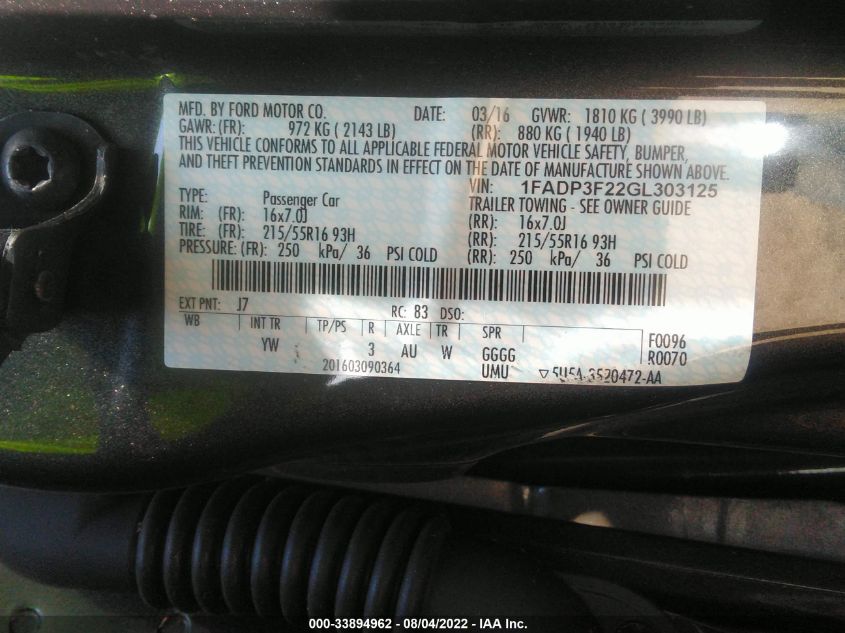 MFD. BY FORD MOTOR CO. DATE: 03/16 GVWR: 1810 KG ( 3990 LB)
GAWR: (FR): 972 KG ( 2143 LB) (RR): 880 KG ( 1940 LB)
THIS VEHICLE CONFORMS TO ALL APPLICABLE FEDERAL MOTOR VEHICLE SAFETY, BUMPER,
AND THEFT PREVENTION STANDARDS IN EFFECT ON THE DATE OF MANUFACTURE SHOWN ABOVE.
VIN: 1FADP3F22GL303125
TYPE: Passenger Car TRAILER TOWING - SEE OWNER GUIDE
RIM: (FR): 16x7.0J (RR): 16x7.0J
TIRE: (FR): 215/55R16 93H (RR): 215/55R16 93H
PRESSURE: (FR): 250 kPa/ 36 PSI COLD (RR): 250 kPa/ 36 PSI COLD
EXT PNT: J7 RC: 83 DSO:
WB INT TR TP/PS R AXLE TR SPR F0096
YW 3 AU W GGGG R0070
201603090364 UMU 5U5A-3520472-AA
000-33894962 - 08/04/2022 - IAA Inc.